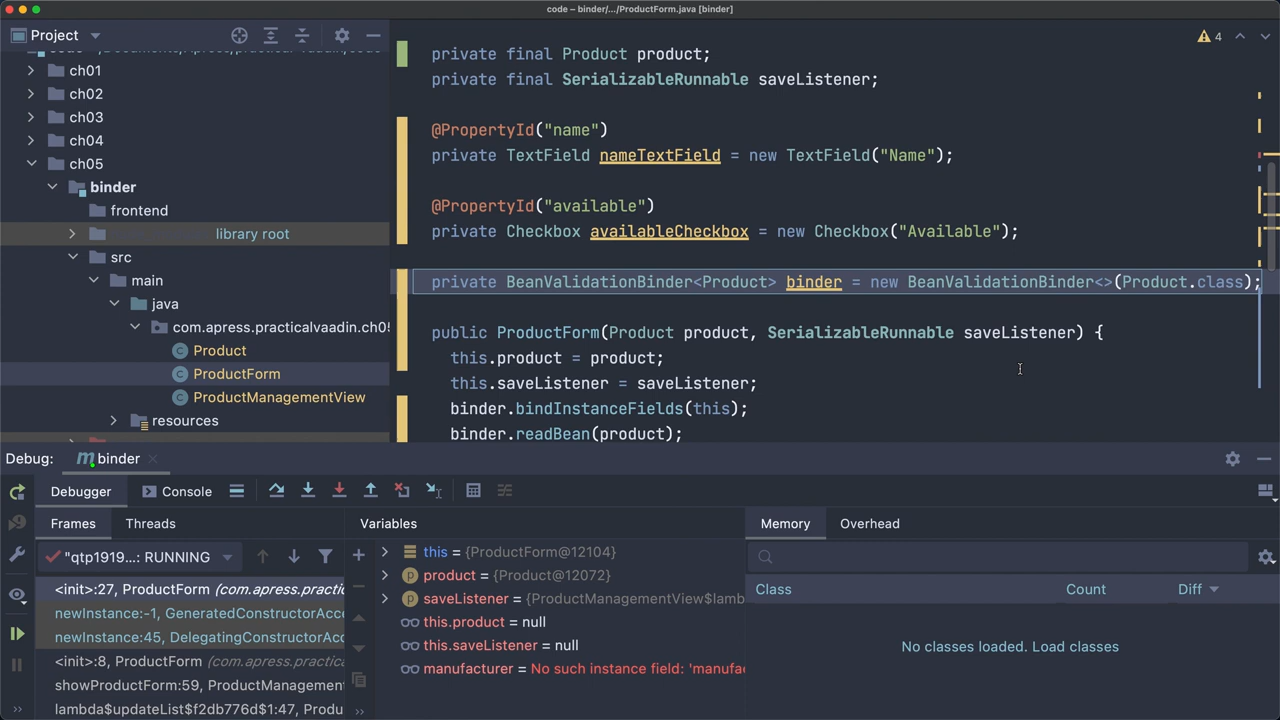 code – binder/.../ProductForm.java [binder]
Project
ch01
ch02
ch03
ch04
ch05
binder
frontend
library root
src
main
java
com.apress.practicalvaadin.ch05
Product
ProductForm
ProductManagementView
resources
4
private final Product product;
private final SerializableRunnable saveListener;
@PropertyId("name")
private TextField nameTextField = new TextField("Name");
@PropertyId("available")
private Checkbox availableCheckbox = new Checkbox("Available");
private BeanValidationBinder<Product> binder = new BeanValidationBinder<>(Product.class);
public ProductForm(Product product, SerializableRunnable saveListener) {
this.product = product;
this.saveListener = saveListener;
binder.bindInstanceFields(this);
binder.readBean(product);
Debug: binder
Debugger Console
Frames Threads
"qtp1919...: RUNNING
<init>:27, ProductForm (com.apress.practic
newInstance:-1, GeneratedConstructorAcce
newInstance:45, DelegatingConstructorAcc
<init>:8, ProductForm (com.apress.practica
showProductForm:59, ProductManagement
lambda$updateList$f2db776d$1:47, Produ
Variables
this = {ProductForm@12104}
product = {Product@12072}
saveListener = {ProductManagementView$lamb
this.product = null
this.saveListener = null
manufacturer = No such instance field: 'manufac
Memory Overhead
Class Count Diff
No classes loaded. Load classes